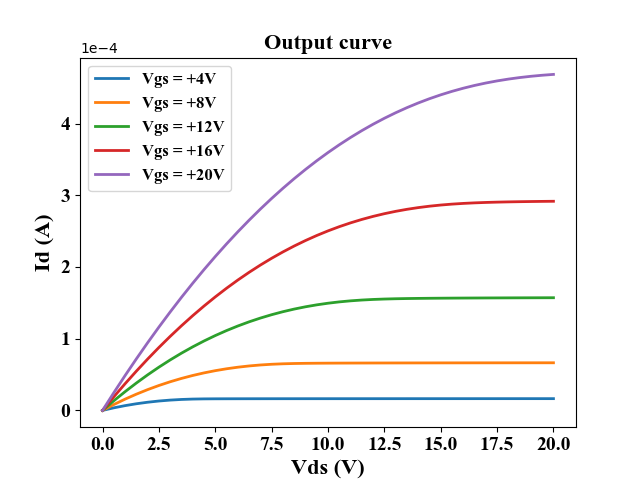 Output curve
1e−4
Vgs = +4V
Vgs = +8V
Vgs = +12V
Vgs = +16V
Vgs = +20V
4
3
2
1
0
Id (A)
0.0 2.5 5.0 7.5 10.0 12.5 15.0 17.5 20.0
Vds (V)